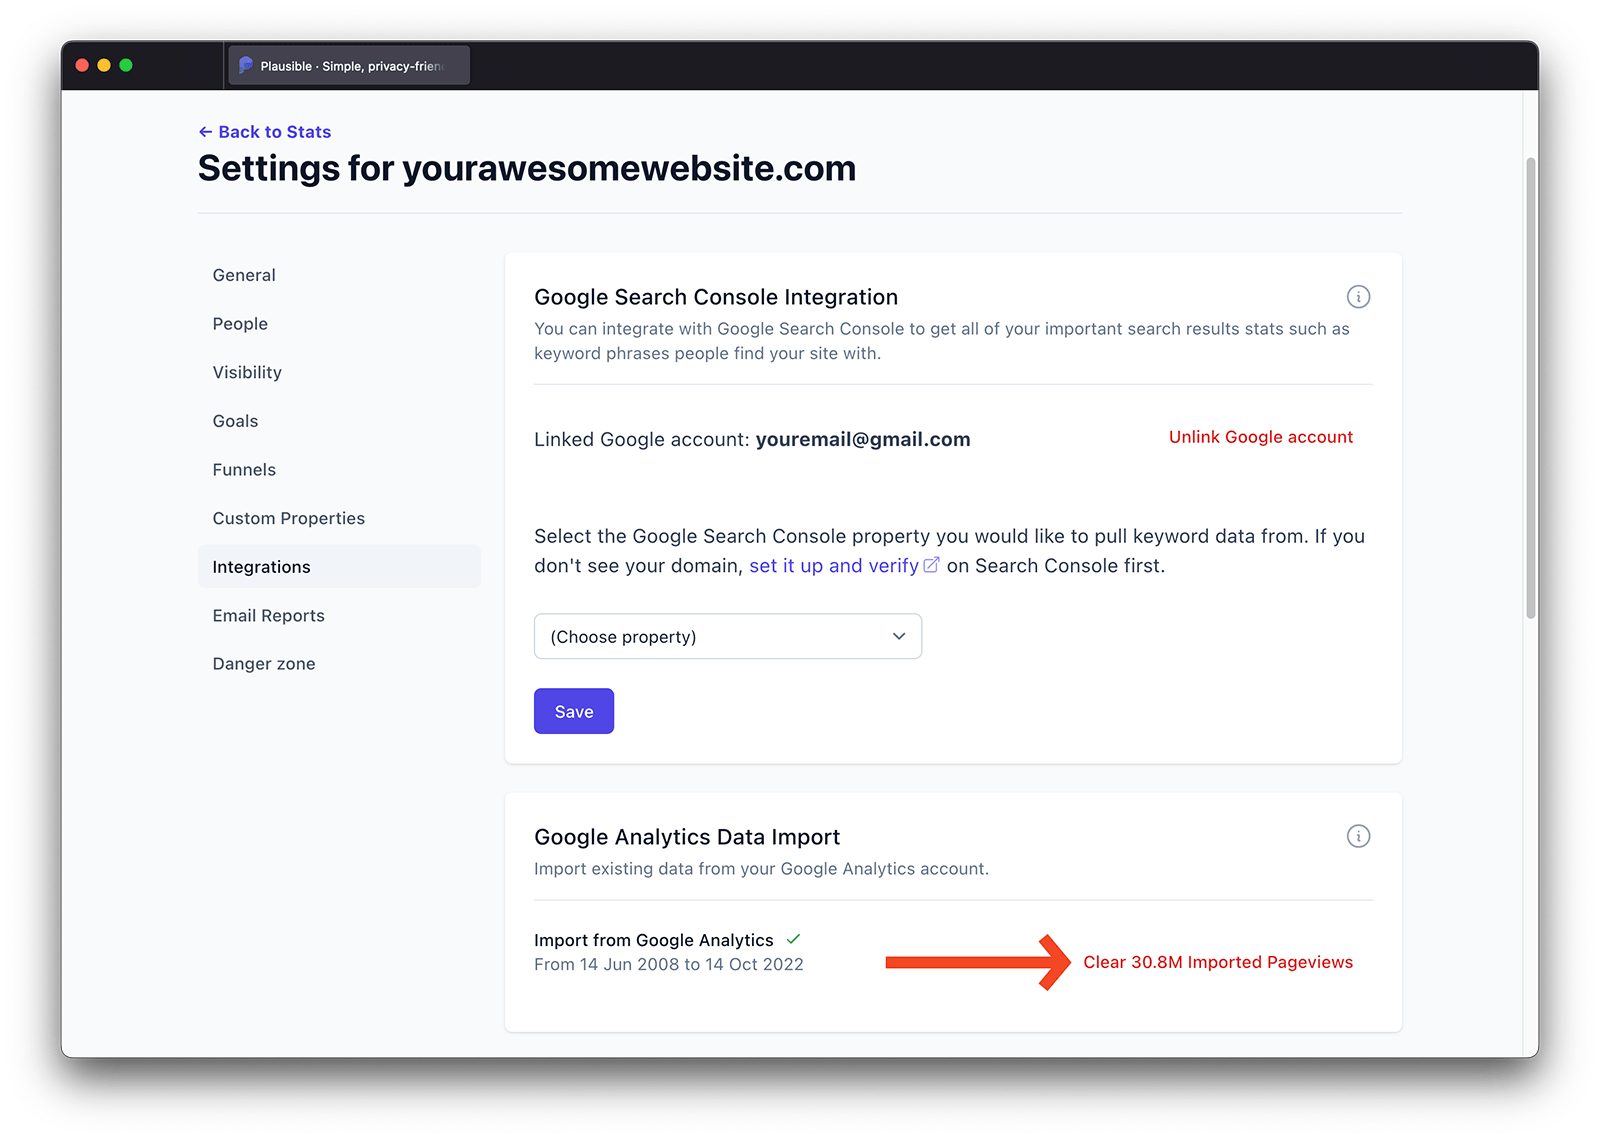 Plausible · Simple, privacy-frien
← Back to Stats
Settings for yourawesomewebsite.com
General
People
Visibility
Goals
Funnels
Custom Properties
Integrations
Email Reports
Danger zone
Google Search Console Integration
You can integrate with Google Search Console to get all of your important search results stats such as
keyword phrases people find your site with.
Linked Google account: youremail@gmail.com
Unlink Google account
Select the Google Search Console property you would like to pull keyword data from. If you
don't see your domain, set it up and verify on Search Console first.
(Choose property)
Save
Google Analytics Data Import
Import existing data from your Google Analytics account.
Import from Google Analytics
From 14 Jun 2008 to 14 Oct 2022
Clear 30.8M Imported Pageviews